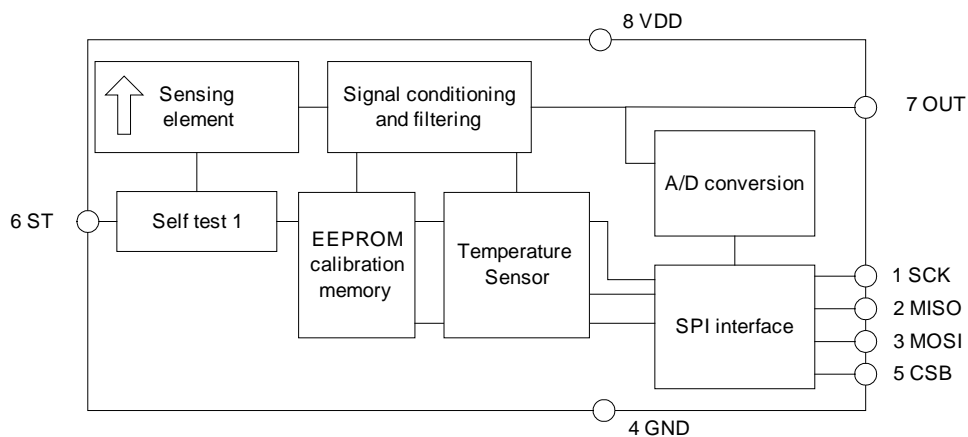 8 VDD
Sensing
element
Signal conditioning
and filtering
7 OUT
A/D conversion
6 ST
Self test 1
EEPROM
calibration
memory
Temperature
Sensor
SPI interface
1 SCK
2 MISO
3 MOSI
5 CSB
4 GND